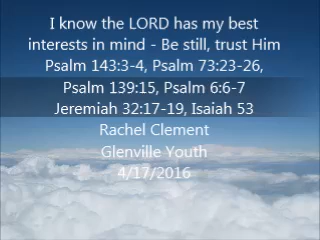 I know the LORD has my best
interests in mind - Be still, trust Him
Psalm 143:3-4, Psalm 73:23-26,
Psalm 139:15, Psalm 6:6-7
Jeremiah 32:17-19, Isaiah 53
Rachel Clement
Glenville Youth
4/17/2016